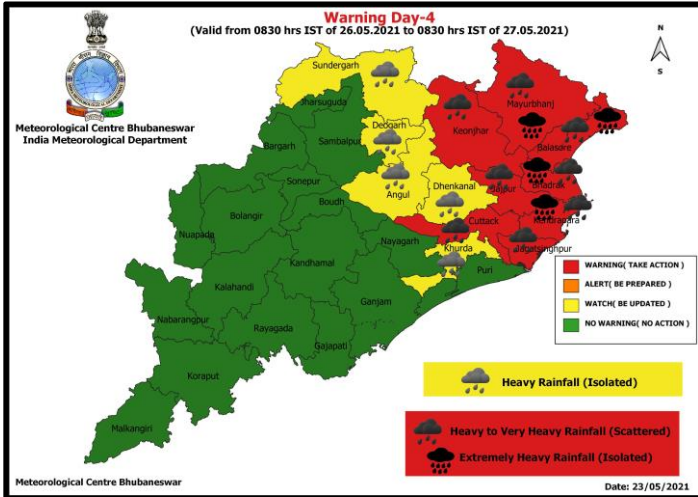 Warning Day-4
(Valid from 0830 hrs IST of 26.05.2021 to 0830 hrs IST of 27.05.2021)
N
S
Meteorological Centre Bhubaneswar
India Meteorological Department
Sundergarh
Jharsuguda
Mayurbhanj
Keonjhar
Deogarh
Sambalpur
Bargarh
Balasore
Sonepur
Angul
Dhenkanal
Jajpur
Bhadrak
Boudh
Bolangir
Cuttack
Kendrapara
Nuapada
Nayagarh
Khurda
Jagatsinghpur
Kandhamal
Puri
Kalahandi
Ganjam
Nabarangpur
Rayagada
Gajapati
Koraput
Malkangiri
WARNING( TAKE ACTION )
ALERT( BE PREPARED )
WATCH( BE UPDATED )
NO WARNING( NO ACTION )
Heavy Rainfall (Isolated)
Heavy to Very Heavy Rainfall (Scattered)
Extremely Heavy Rainfall (Isolated)
Meteorological Centre Bhubaneswar
Date: 23/05/2021